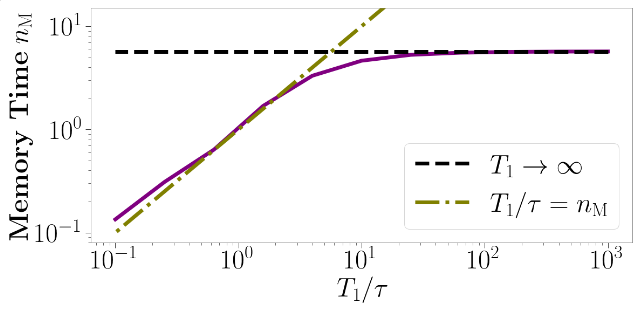 Memory Time n_M
10^1
10^0
10^{-1}
T_1 → ∞
T_1/τ = n_M
10^{-1} 10^0 10^1 10^2 10^3
T_1/τ